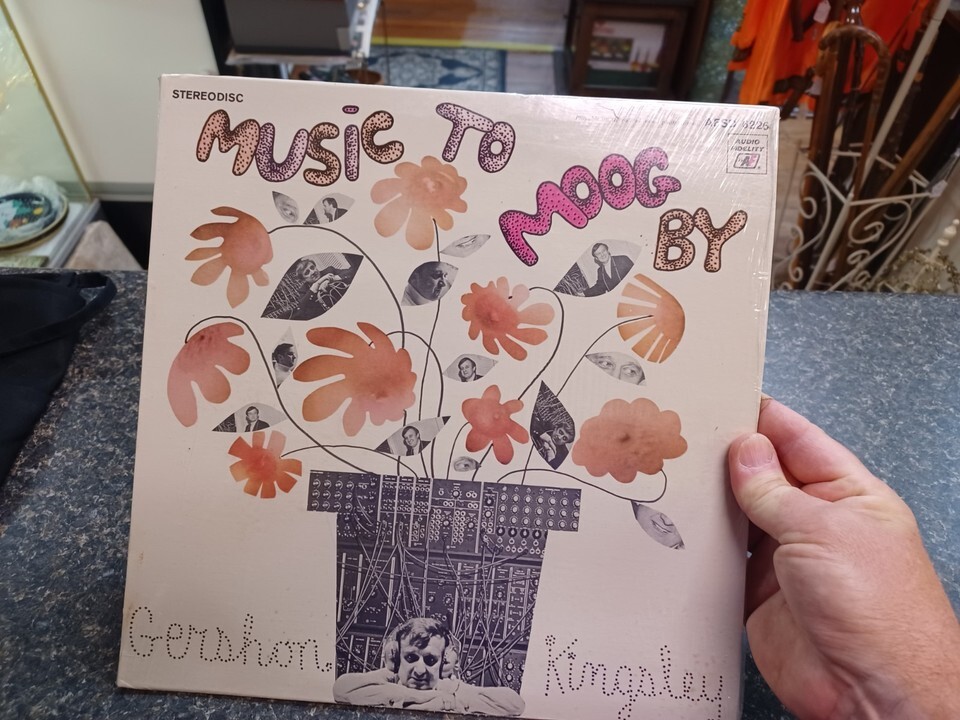 STEREODISC
MUSIC TO
MOOG
BY
AUDIO
FIDELITY
Gershon
Kingsley